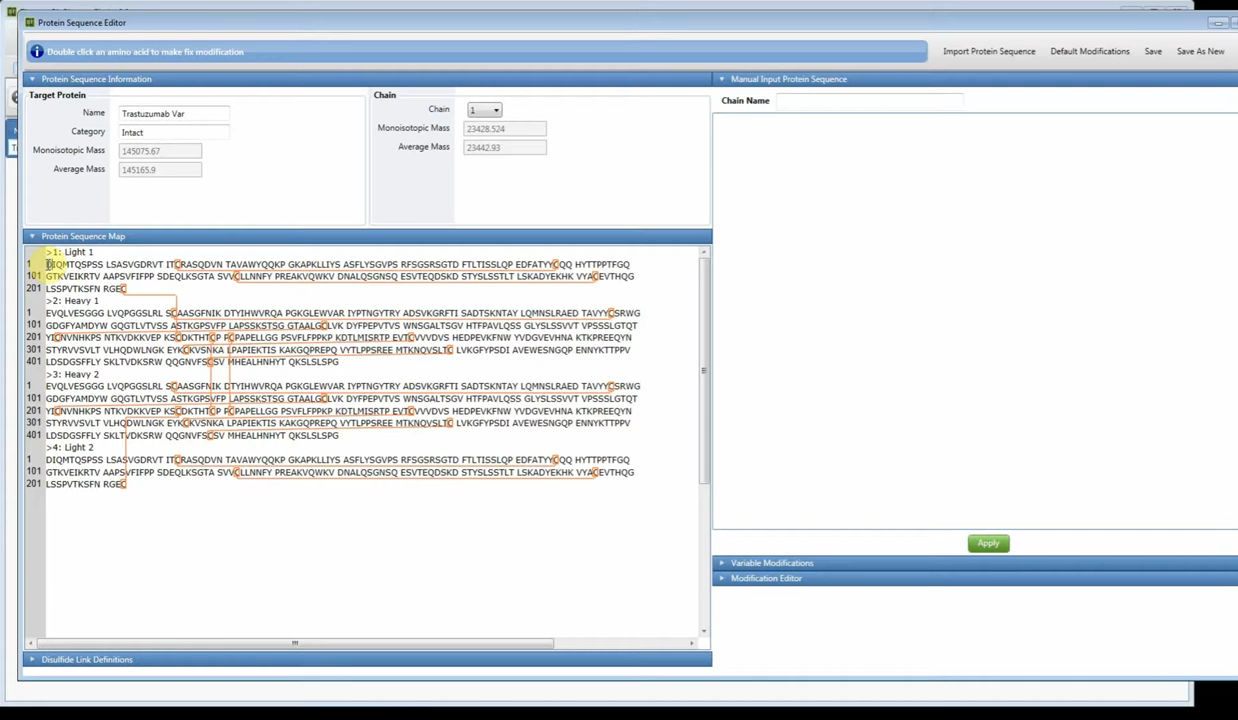 Protein Sequence Editor
Double click an amino acid to make fix modification
Import Protein Sequence Default Modifications Save Save As New
Protein Sequence Information
Manual Input Protein Sequence
Target Protein
Chain
Chain Name
Name Trastuzumab Var
Chain 1
Category Intact
Monoisotopic Mass 23428.524
Monoisotopic Mass 145075.67
Average Mass 23442.93
Average Mass 145165.9
Protein Sequence Map
>1: Light 1
1 DIQMTQSPSS LSASVGDRVT ITCRASQDVN TAVAWYQQKP GKAPKLLIYS ASFLYSGVPS RFSGSRSGTD FTLTISSLQP EDFATYYCQQ HYTTPPTFGQ
101 GTKVEIKRTV AAPSVFIFPP SDEQLKSGTA SVVCLLNNFY PREAKVQWKV DNALQSGNSQ ESVTEQDSKD STYSLSSTLT LSKADYEKHK VYACEVTHQG
201 LSSPVTKSFN RGEC
>2: Heavy 1
1 EVQLVESGGG LVQPGGSLRL SCAASGFNIK DTYIHWVRQA PGKGLEWVAR IYPTNGYTRY ADSVKGRFTI SADTSKNTAY LQMNSLRAED TAVYYCSRWG
101 GDGFYAMDYW GQGTLVTVSS ASTKGPSVFP LAPSSKSTSG GTAALGCLVK DYFPEPVTVS WNSGALTSGV HTFPAVLQSS GLYSLSSVVT VPSSSLGTQT
201 YICNVNHKPS NTKVDKKVEP KSCDKTHTCP PCPAPELLGG PSVFLFPPKP KDTLMISRTP EVTCVVVDVS HEDPEVKFNW YVDGVEVHNA KTKPREEQYN
301 STYRVVSVLT VLHQDWLNGK EYKCKVSNKA LPAPIEKTIS KAKGQPREPQ VYTLPPSREE MTKNQVSLTC LVKGFYPSDI AVEWESNGQP ENNYKTTPPV
401 LDSDGSFFLY SKLTVDKSRW QQGNVFSCSV MHEALHNHYT QKSLSLSPG
>3: Heavy 2
1 EVQLVESGGG LVQPGGSLRL SCAASGFNIK DTYIHWVRQA PGKGLEWVAR IYPTNGYTRY ADSVKGRFTI SADTSKNTAY LQMNSLRAED TAVYYCSRWG
101 GDGFYAMDYW GQGTLVTVSS ASTKGPSVFP LAPSSKSTSG GTAALGCLVK DYFPEPVTVS WNSGALTSGV HTFPAVLQSS GLYSLSSVVT VPSSSLGTQT
201 YICNVNHKPS NTKVDKKVEP KSCDKTHTCP PCPAPELLGG PSVFLFPPKP KDTLMISRTP EVTCVVVDVS HEDPEVKFNW YVDGVEVHNA KTKPREEQYN
301 STYRVVSVLT VLHQDWLNGK EYKCKVSNKA LPAPIEKTIS KAKGQPREPQ VYTLPPSREE MTKNQVSLTC LVKGFYPSDI AVEWESNGQP ENNYKTTPPV
401 LDSDGSFFLY SKLTVDKSRW QQGNVFSCSV MHEALHNHYT QKSLSLSPG
>4: Light 2
1 DIQMTQSPSS LSASVGDRVT ITCRASQDVN TAVAWYQQKP GKAPKLLIYS ASFLYSGVPS RFSGSRSGTD FTLTISSLQP EDFATYYCQQ HYTTPPTFGQ
101 GTKVEIKRTV AAPSVFIFPP SDEQLKSGTA SVVCLLNNFY PREAKVQWKV DNALQSGNSQ ESVTEQDSKD STYSLSSTLT LSKADYEKHK VYACEVTHQG
201 LSSPVTKSFN RGEC
Apply
Variable Modifications
Modification Editor
Disulfide Link Definitions